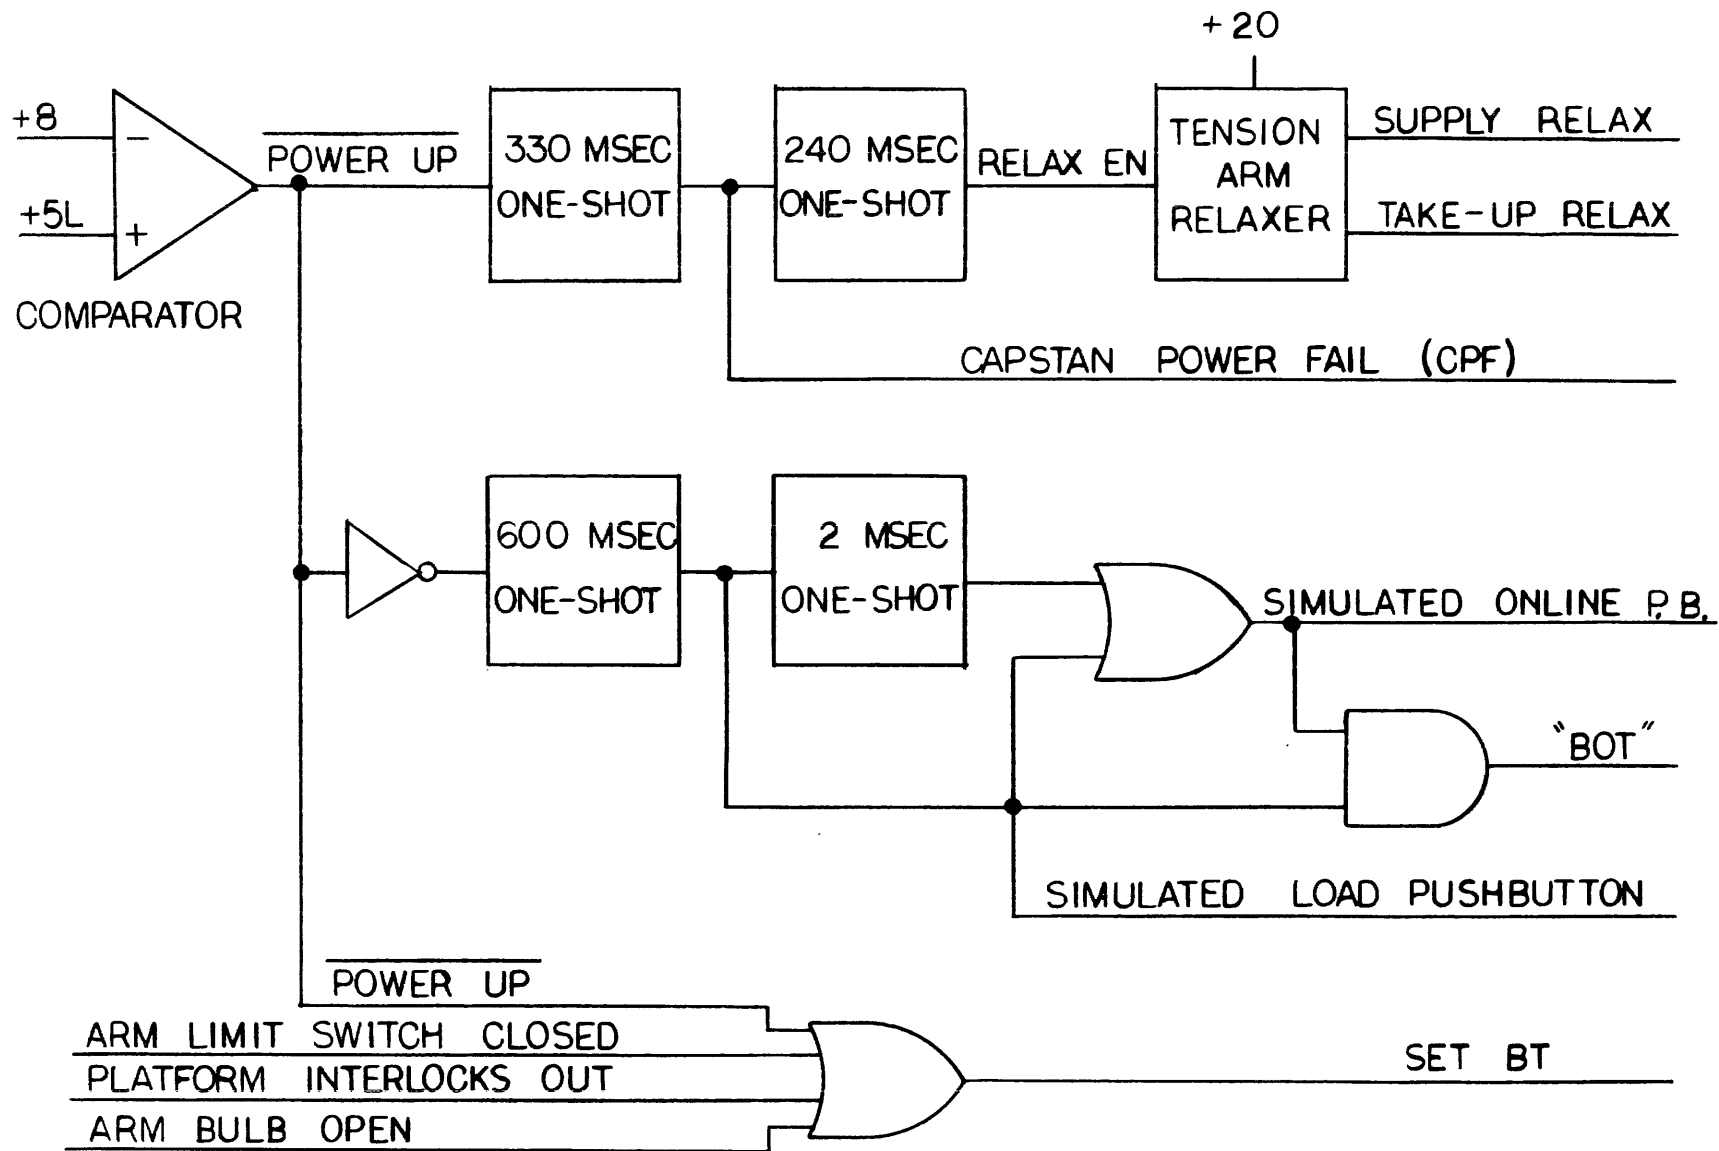 +20
+8
−
+5L
+
COMPARATOR
POWER UP
330 MSEC
ONE-SHOT
240 MSEC
ONE-SHOT
RELAX EN
TENSION
ARM
RELAXER
SUPPLY RELAX
TAKE-UP RELAX
CAPSTAN POWER FAIL (CPF)
600 MSEC
ONE-SHOT
2 MSEC
ONE-SHOT
SIMULATED ONLINE P.B.
"BOT"
SIMULATED LOAD PUSHBUTTON
POWER UP
ARM LIMIT SWITCH CLOSED
PLATFORM INTERLOCKS OUT
ARM BULB OPEN
SET BT